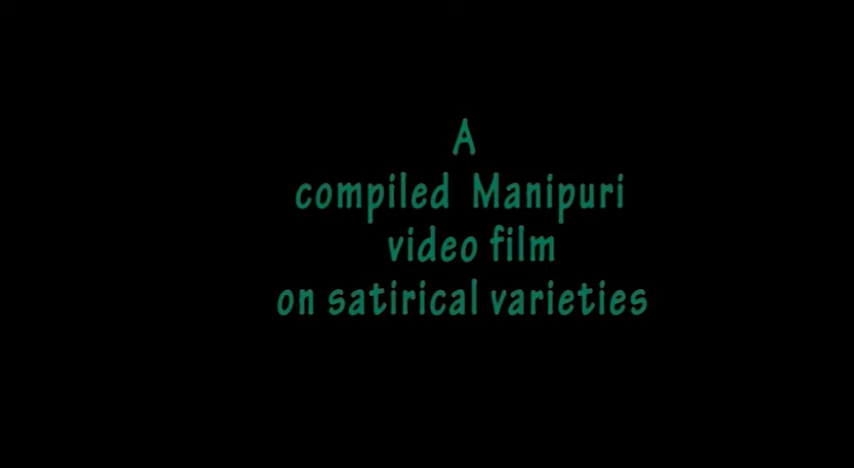 A
compiled Manipuri
video film
on satirical varieties